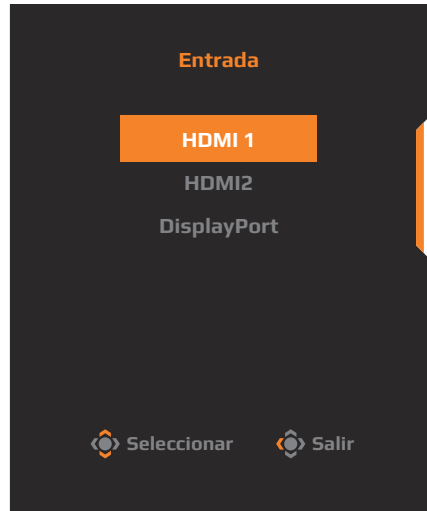 Entrada
HDMI 1
HDMI2
DisplayPort
Seleccionar Salir